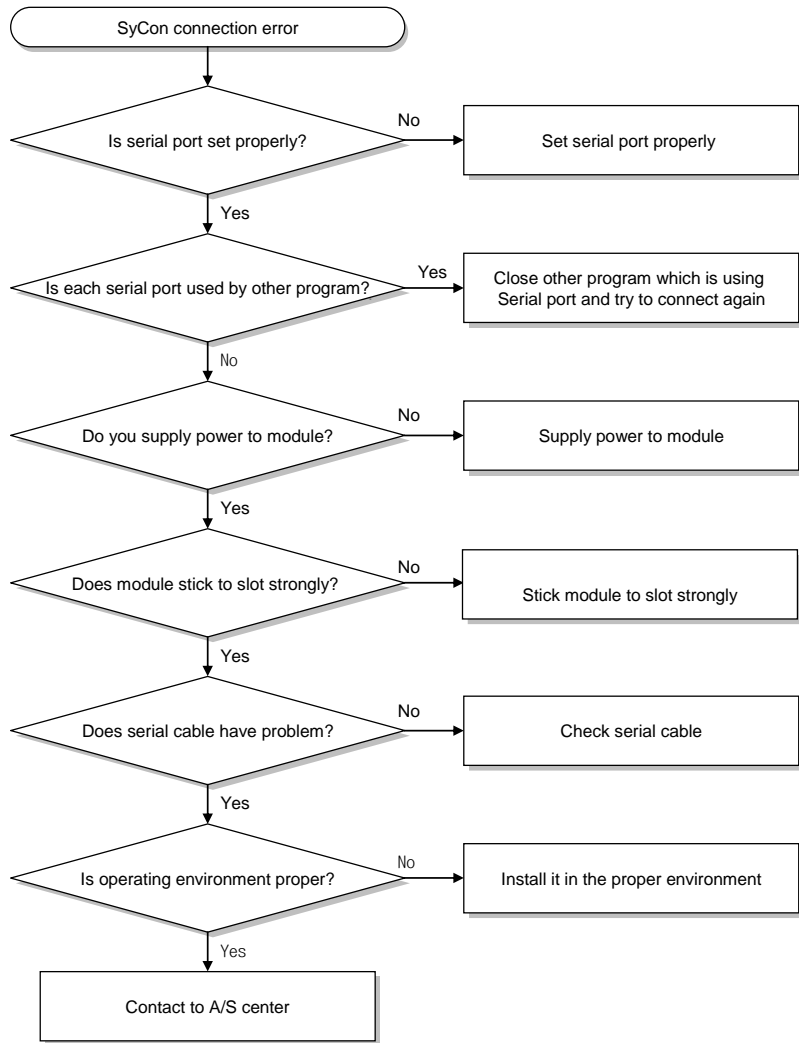 SyCon connection error
Is serial port set properly?
No
Set serial port properly
Yes
Is each serial port used by other program?
Yes
Close other program which is using
Serial port and try to connect again
No
Do you supply power to module?
No
Supply power to module
Yes
Does module stick to slot strongly?
No
Stick module to slot strongly
Yes
Does serial cable have problem?
No
Check serial cable
Yes
Is operating environment proper?
No
Install it in the proper environment
Yes
Contact to A/S center